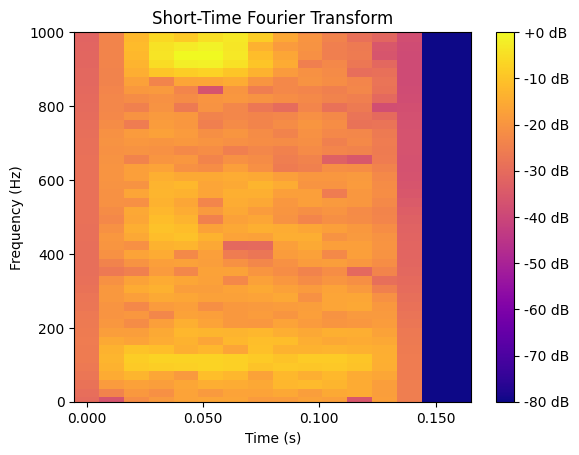 Short-Time Fourier Transform
1000
800
600
400
200
0
Frequency (Hz)
0.000
0.050
0.100
0.150
Time (s)
+0 dB
-10 dB
-20 dB
-30 dB
-40 dB
-50 dB
-60 dB
-70 dB
-80 dB